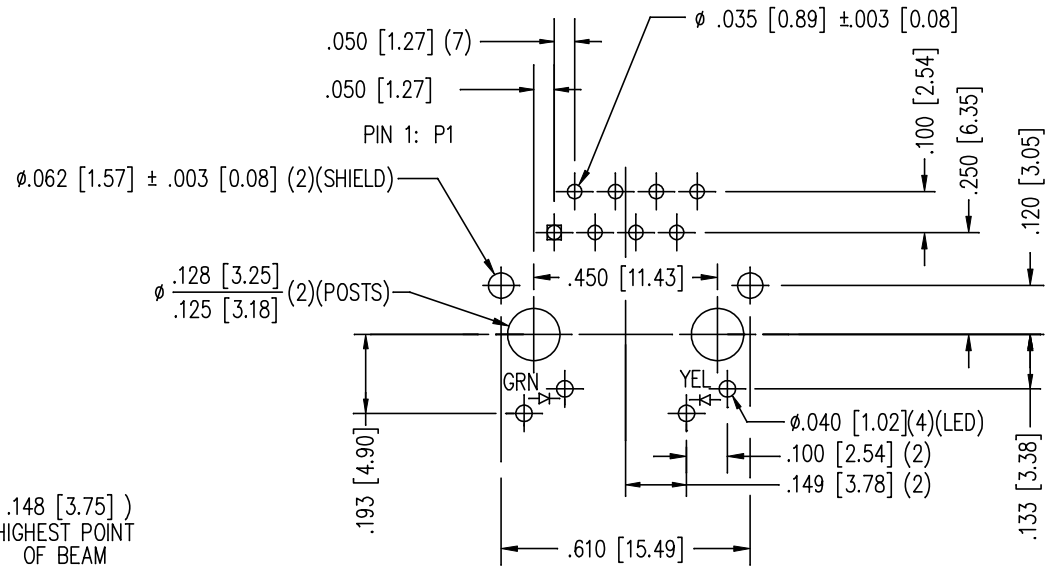 ø .035 [0.89] ±.003 [0.08]
.050 [1.27] (7)
.050 [1.27]
PIN 1: P1
.100 [2.54]
.250 [6.35]
.120 [3.05]
ø.062 [1.57] ± .003 [0.08] (2)(SHIELD)
.450 [11.43]
ø .128 [3.25]
.125 [3.18] (2)(POSTS)
GRN
YEL
ø.040 [1.02](4)(LED)
.100 [2.54] (2)
.149 [3.78] (2)
.193 [4.90]
.133 [3.38]
.148 [3.75] )
HIGHEST POINT
OF BEAM
.610 [15.49]